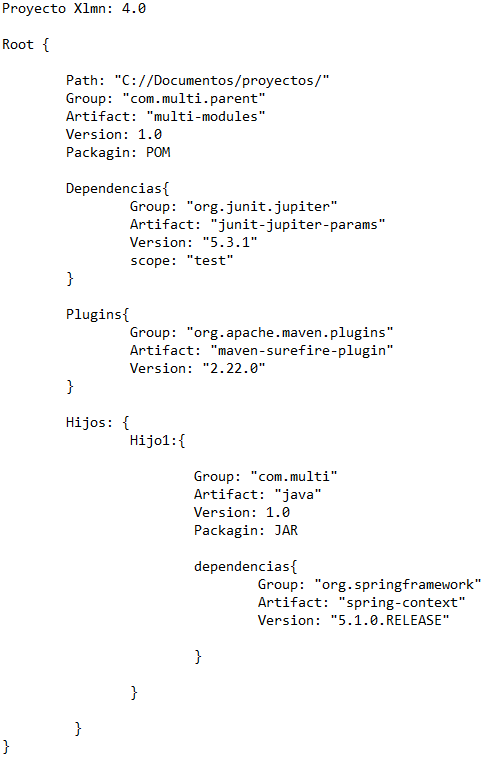 Proyecto Xlmn: 4.0
Root {
Path: "C://Documentos/proyectos/"
Group: "com.multi.parent"
Artifact: "multi-modules"
Version: 1.0
Packagin: POM
Dependencias{
Group: "org.junit.jupiter"
Artifact: "junit-jupiter-params"
Version: "5.3.1"
scope: "test"
}
Plugins{
Group: "org.apache.maven.plugins"
Artifact: "maven-surefire-plugin"
Version: "2.22.0"
}
Hijos: {
Hijo1:{
Group: "com.multi"
Artifact: "java"
Version: 1.0
Packagin: JAR
dependencias{
Group: "org.springframework"
Artifact: "spring-context"
Version: "5.1.0.RELEASE"
}
}
}
}